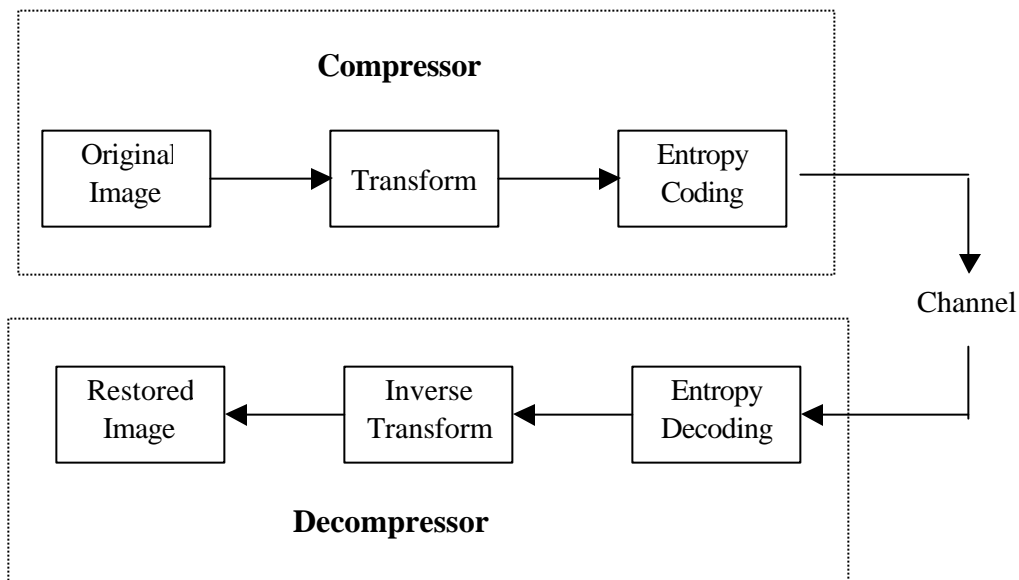 Compressor
Original
Image
Transform
Entropy
Coding
Channel
Restored
Image
Inverse
Transform
Entropy
Decoding
Decompressor